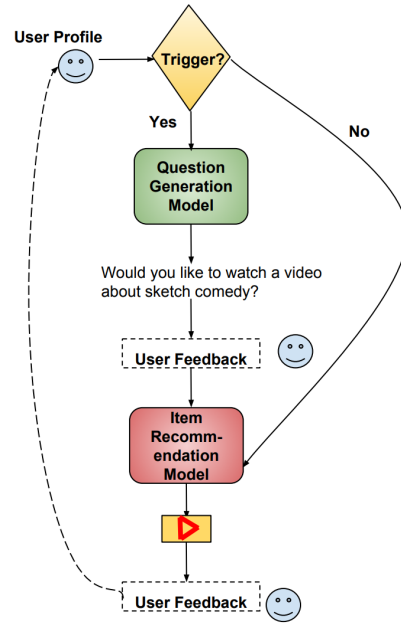 User Profile
Trigger?
Yes
No
Question
Generation
Model
Would you like to watch a video
about sketch comedy?
User Feedback
Item
Recomm-
endation
Model
User Feedback